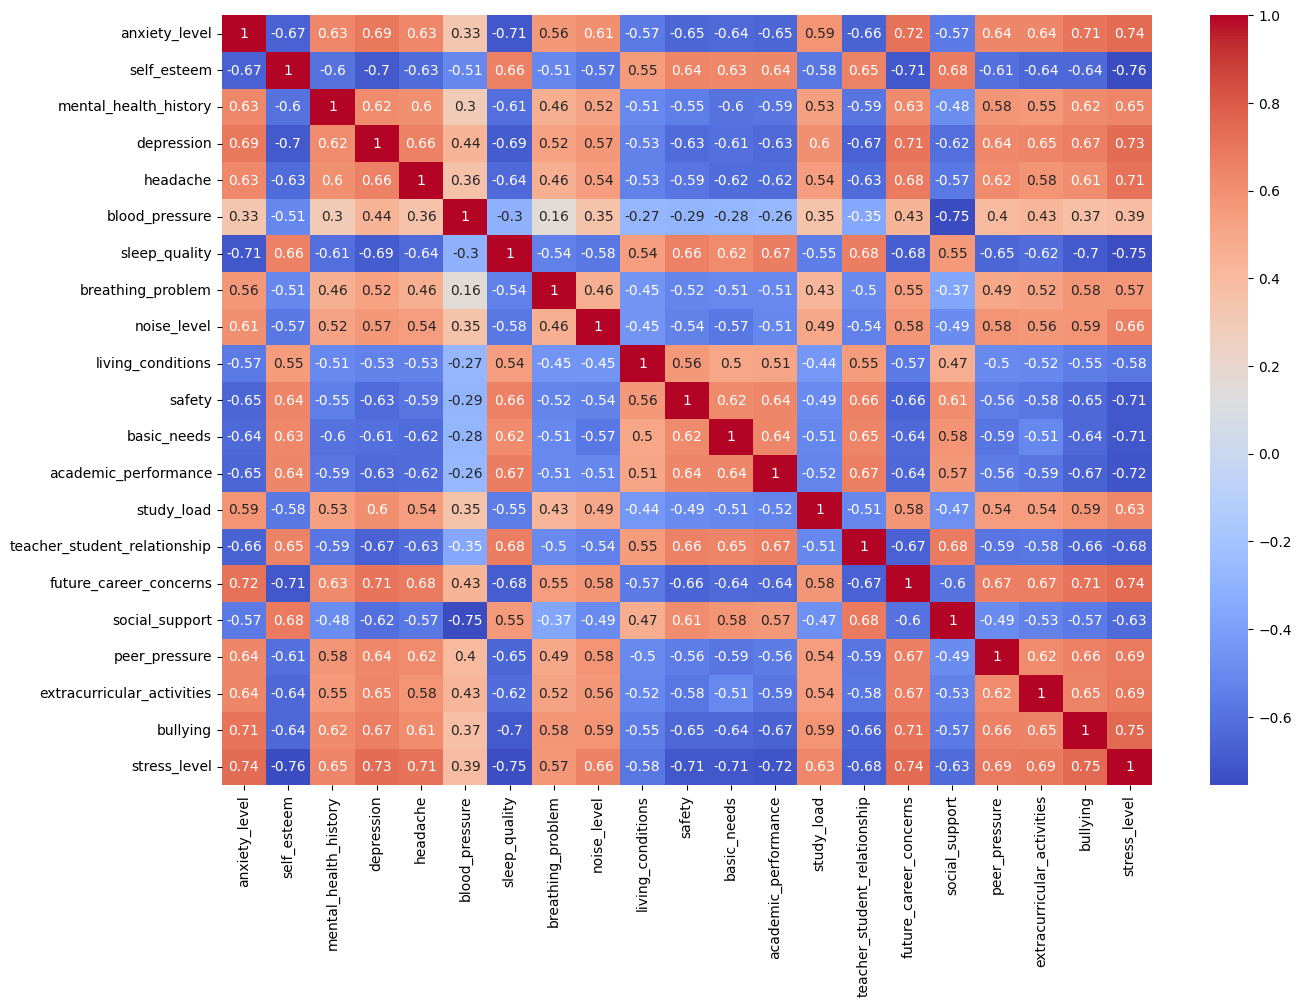 anxiety_level 1 -0.67 0.63 0.69 0.63 0.33 -0.71 0.56 0.61 -0.57 -0.65 -0.64 -0.65 0.59 -0.66 0.72 -0.57 0.64 0.64 0.71 0.74
self_esteem -0.67 1 -0.6 -0.7 -0.63 -0.51 0.66 -0.51 -0.57 0.55 0.64 0.63 0.64 -0.58 0.65 -0.71 0.68 -0.61 -0.64 -0.64 -0.76
mental_health_history 0.63 -0.6 1 0.62 0.6 0.3 -0.61 0.46 0.52 -0.51 -0.55 -0.6 -0.59 0.53 -0.59 0.63 -0.48 0.58 0.55 0.62 0.65
depression 0.69 -0.7 0.62 1 0.66 0.44 -0.69 0.52 0.57 -0.53 -0.63 -0.61 -0.63 0.6 -0.67 0.71 -0.62 0.64 0.65 0.67 0.73
headache 0.63 -0.63 0.6 0.66 1 0.36 -0.64 0.46 0.54 -0.53 -0.59 -0.62 -0.62 0.54 -0.63 0.68 -0.57 0.62 0.58 0.61 0.71
blood_pressure 0.33 -0.51 0.3 0.44 0.36 1 -0.3 0.16 0.35 -0.27 -0.29 -0.28 -0.26 0.35 -0.35 0.43 -0.75 0.4 0.43 0.37 0.39
sleep_quality -0.71 0.66 -0.61 -0.69 -0.64 -0.3 1 -0.54 -0.58 0.54 0.66 0.62 0.67 -0.55 0.68 -0.68 0.55 -0.65 -0.62 -0.7 -0.75
breathing_problem 0.56 -0.51 0.46 0.52 0.46 0.16 -0.54 1 0.46 -0.45 -0.52 -0.51 -0.51 0.43 -0.5 0.55 -0.37 0.49 0.52 0.58 0.57
noise_level 0.61 -0.57 0.52 0.57 0.54 0.35 -0.58 0.46 1 -0.45 -0.54 -0.57 -0.51 0.49 -0.54 0.58 -0.49 0.58 0.56 0.59 0.66
living_conditions -0.57 0.55 -0.51 -0.53 -0.53 -0.27 0.54 -0.45 -0.45 1 0.56 0.5 0.51 -0.44 0.55 -0.57 0.47 -0.5 -0.52 -0.55 -0.58
safety -0.65 0.64 -0.55 -0.63 -0.59 -0.29 0.66 -0.52 -0.54 0.56 1 0.62 0.64 -0.49 0.66 -0.66 0.61 -0.56 -0.58 -0.65 -0.71
basic_needs -0.64 0.63 -0.6 -0.61 -0.62 -0.28 0.62 -0.51 -0.57 0.5 0.62 1 0.64 -0.51 0.65 -0.64 0.58 -0.59 -0.51 -0.64 -0.71
academic_performance -0.65 0.64 -0.59 -0.63 -0.62 -0.26 0.67 -0.51 -0.51 0.51 0.64 0.64 1 -0.52 0.67 -0.64 0.57 -0.56 -0.59 -0.67 -0.72
study_load 0.59 -0.58 0.53 0.6 0.54 0.35 -0.55 0.43 0.49 -0.44 -0.49 -0.51 -0.52 1 -0.51 0.58 -0.47 0.54 0.54 0.59 0.63
teacher_student_relationship -0.66 0.65 -0.59 -0.67 -0.63 -0.35 0.68 -0.5 -0.54 0.55 0.66 0.65 0.67 -0.51 1 -0.67 0.68 -0.59 -0.58 -0.66 -0.68
future_career_concerns 0.72 -0.71 0.63 0.71 0.68 0.43 -0.68 0.55 0.58 -0.57 -0.66 -0.64 -0.64 0.58 -0.67 1 -0.6 0.67 0.67 0.71 0.74
social_support -0.57 0.68 -0.48 -0.62 -0.57 -0.75 0.55 -0.37 -0.49 0.47 0.61 0.58 0.57 -0.47 0.68 -0.6 1 -0.49 -0.53 -0.57 -0.63
peer_pressure 0.64 -0.61 0.58 0.64 0.62 0.4 -0.65 0.49 0.58 -0.5 -0.56 -0.59 -0.56 0.54 -0.59 0.67 -0.49 1 0.62 0.66 0.69
extracurricular_activities 0.64 -0.64 0.55 0.65 0.58 0.43 -0.62 0.52 0.56 -0.52 -0.58 -0.51 -0.59 0.54 -0.58 0.67 -0.53 0.62 1 0.65 0.69
bullying 0.71 -0.64 0.62 0.67 0.61 0.37 -0.7 0.58 0.59 -0.55 -0.65 -0.64 -0.67 0.59 -0.66 0.71 -0.57 0.66 0.65 1 0.75
stress_level 0.74 -0.76 0.65 0.73 0.71 0.39 -0.75 0.57 0.66 -0.58 -0.71 -0.71 -0.72 0.63 -0.68 0.74 -0.63 0.69 0.69 0.75 1
anxiety_level
self_esteem
mental_health_history
depression
headache
blood_pressure
sleep_quality
breathing_problem
noise_level
living_conditions
safety
basic_needs
academic_performance
study_load
teacher_student_relationship
future_career_concerns
social_support
peer_pressure
extracurricular_activities
bullying
stress_level
1.0
0.8
0.6
0.4
0.2
0.0
−0.2
−0.4
−0.6